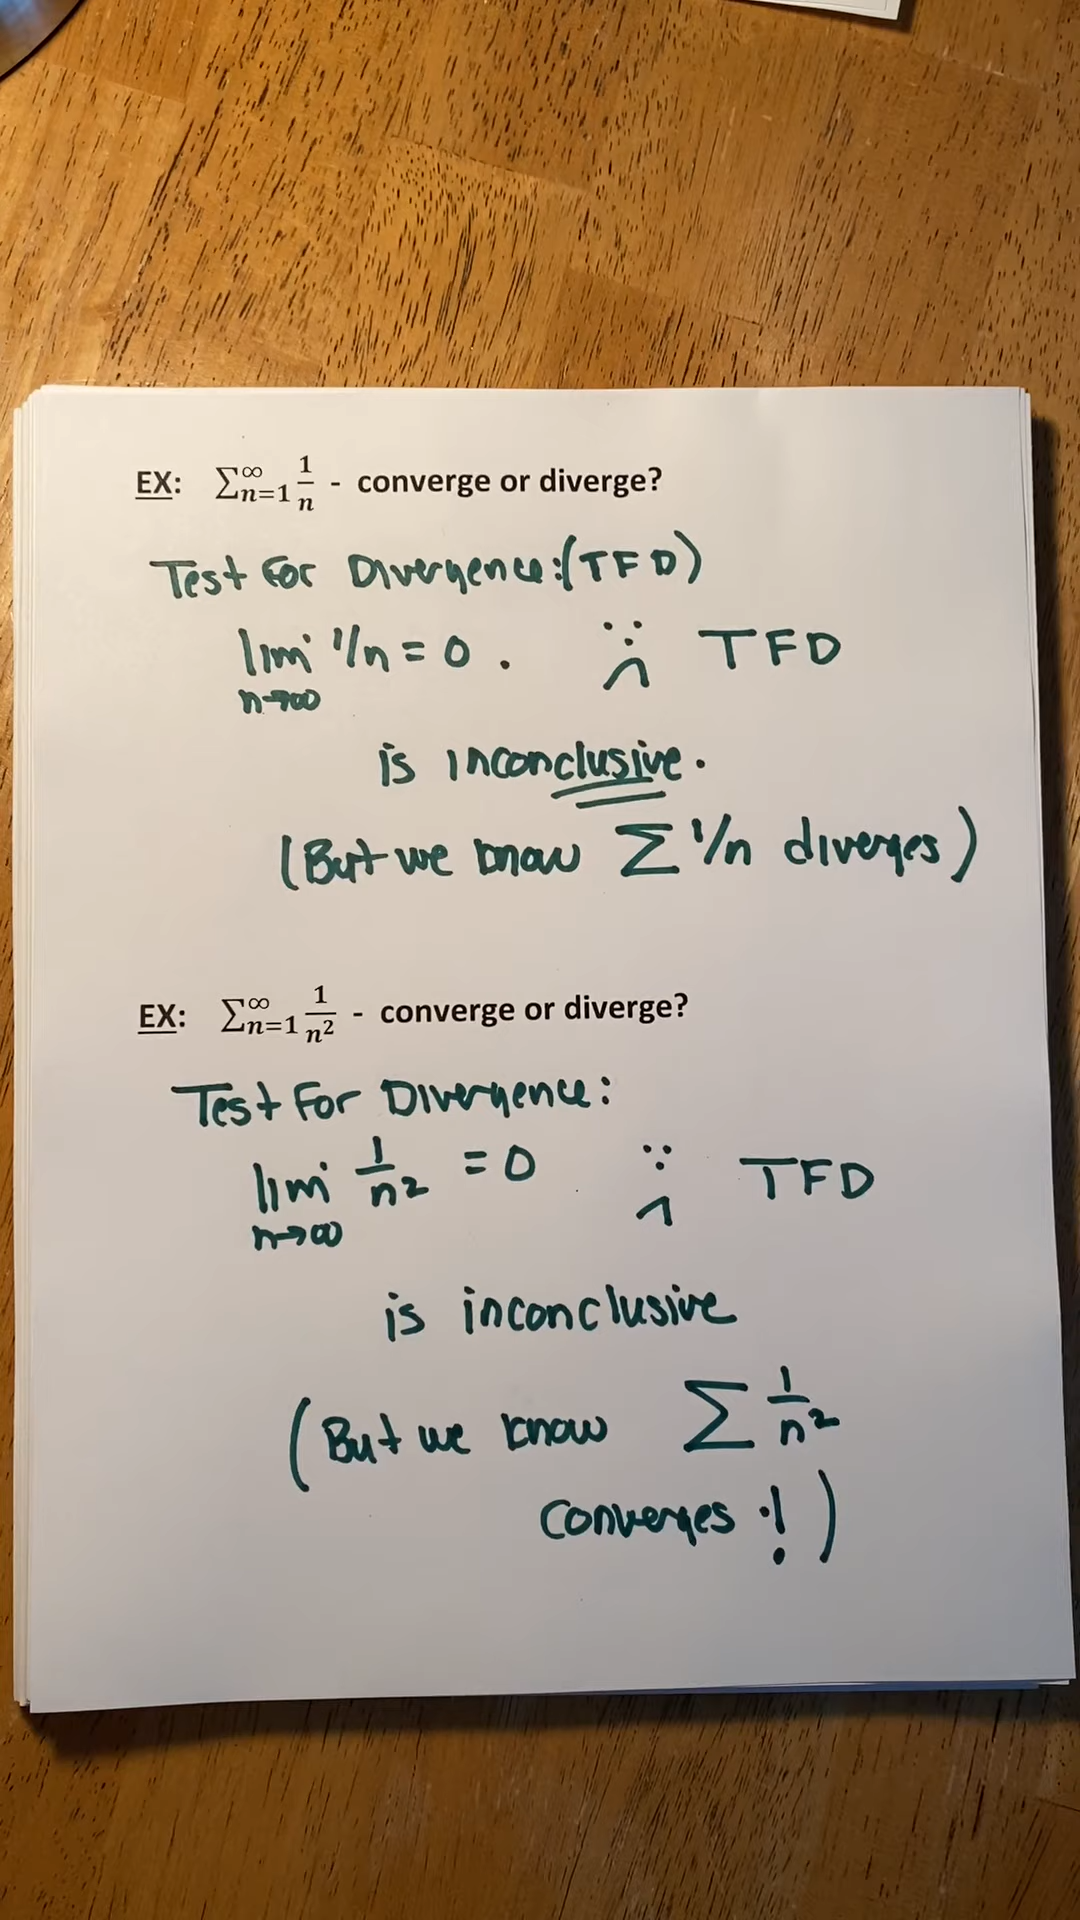 EX: ∑∞n=1 1/n - converge or diverge?
Test for Divergence:(TFD)
lim 1/n = 0. TFD
n→∞
is inconclusive.
(But we know ∑ 1/n diverges)
EX: ∑∞n=1 1/n² - converge or diverge?
Test For Divergence:
lim 1/n² = 0 TFD
n→∞
is inconclusive
(But we know ∑ 1/n²
converges!)